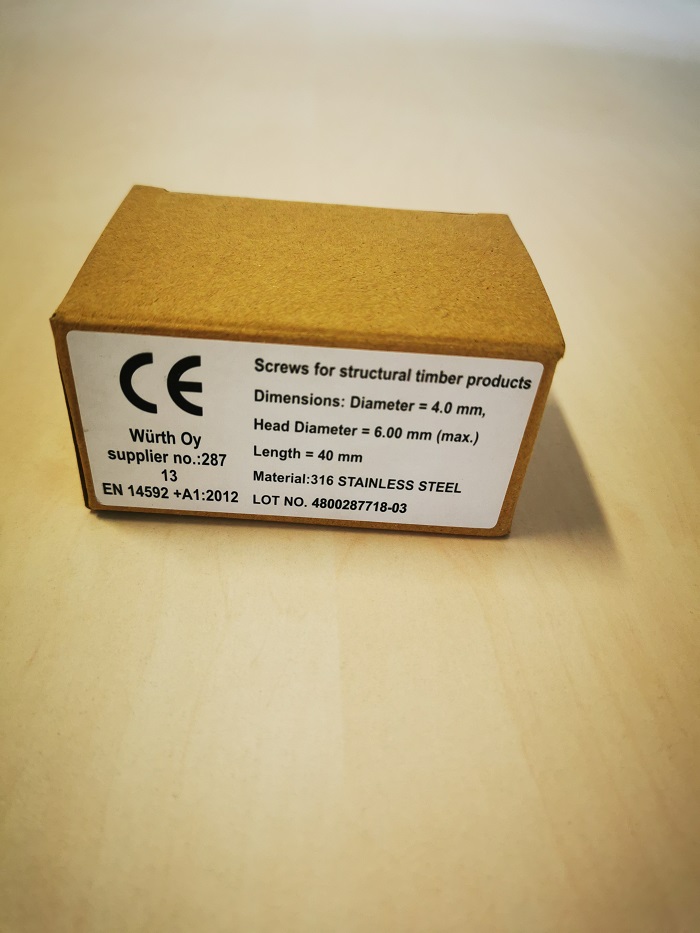 CE
Würth Oy
supplier no.:287
13
EN 14592 +A1:2012
Screws for structural timber products
Dimensions: Diameter = 4.0 mm,
Head Diameter = 6.00 mm (max.)
Length = 40 mm
Material:316 STAINLESS STEEL
LOT NO. 4800287718-03